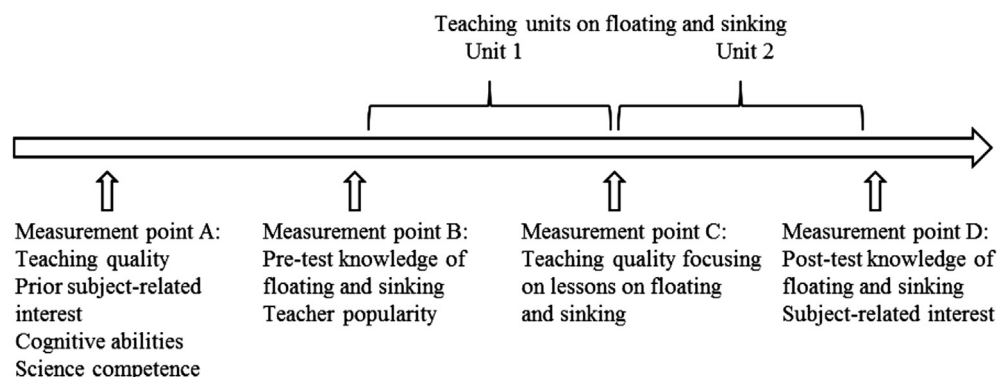 Teaching units on floating and sinking
Unit 1
Unit 2
Measurement point A:
Teaching quality
Prior subject-related
interest
Cognitive abilities
Science competence
Measurement point B:
Pre-test knowledge of
floating and sinking
Teacher popularity
Measurement point C:
Teaching quality focusing
on lessons on floating
and sinking
Measurement point D:
Post-test knowledge of
floating and sinking
Subject-related interest